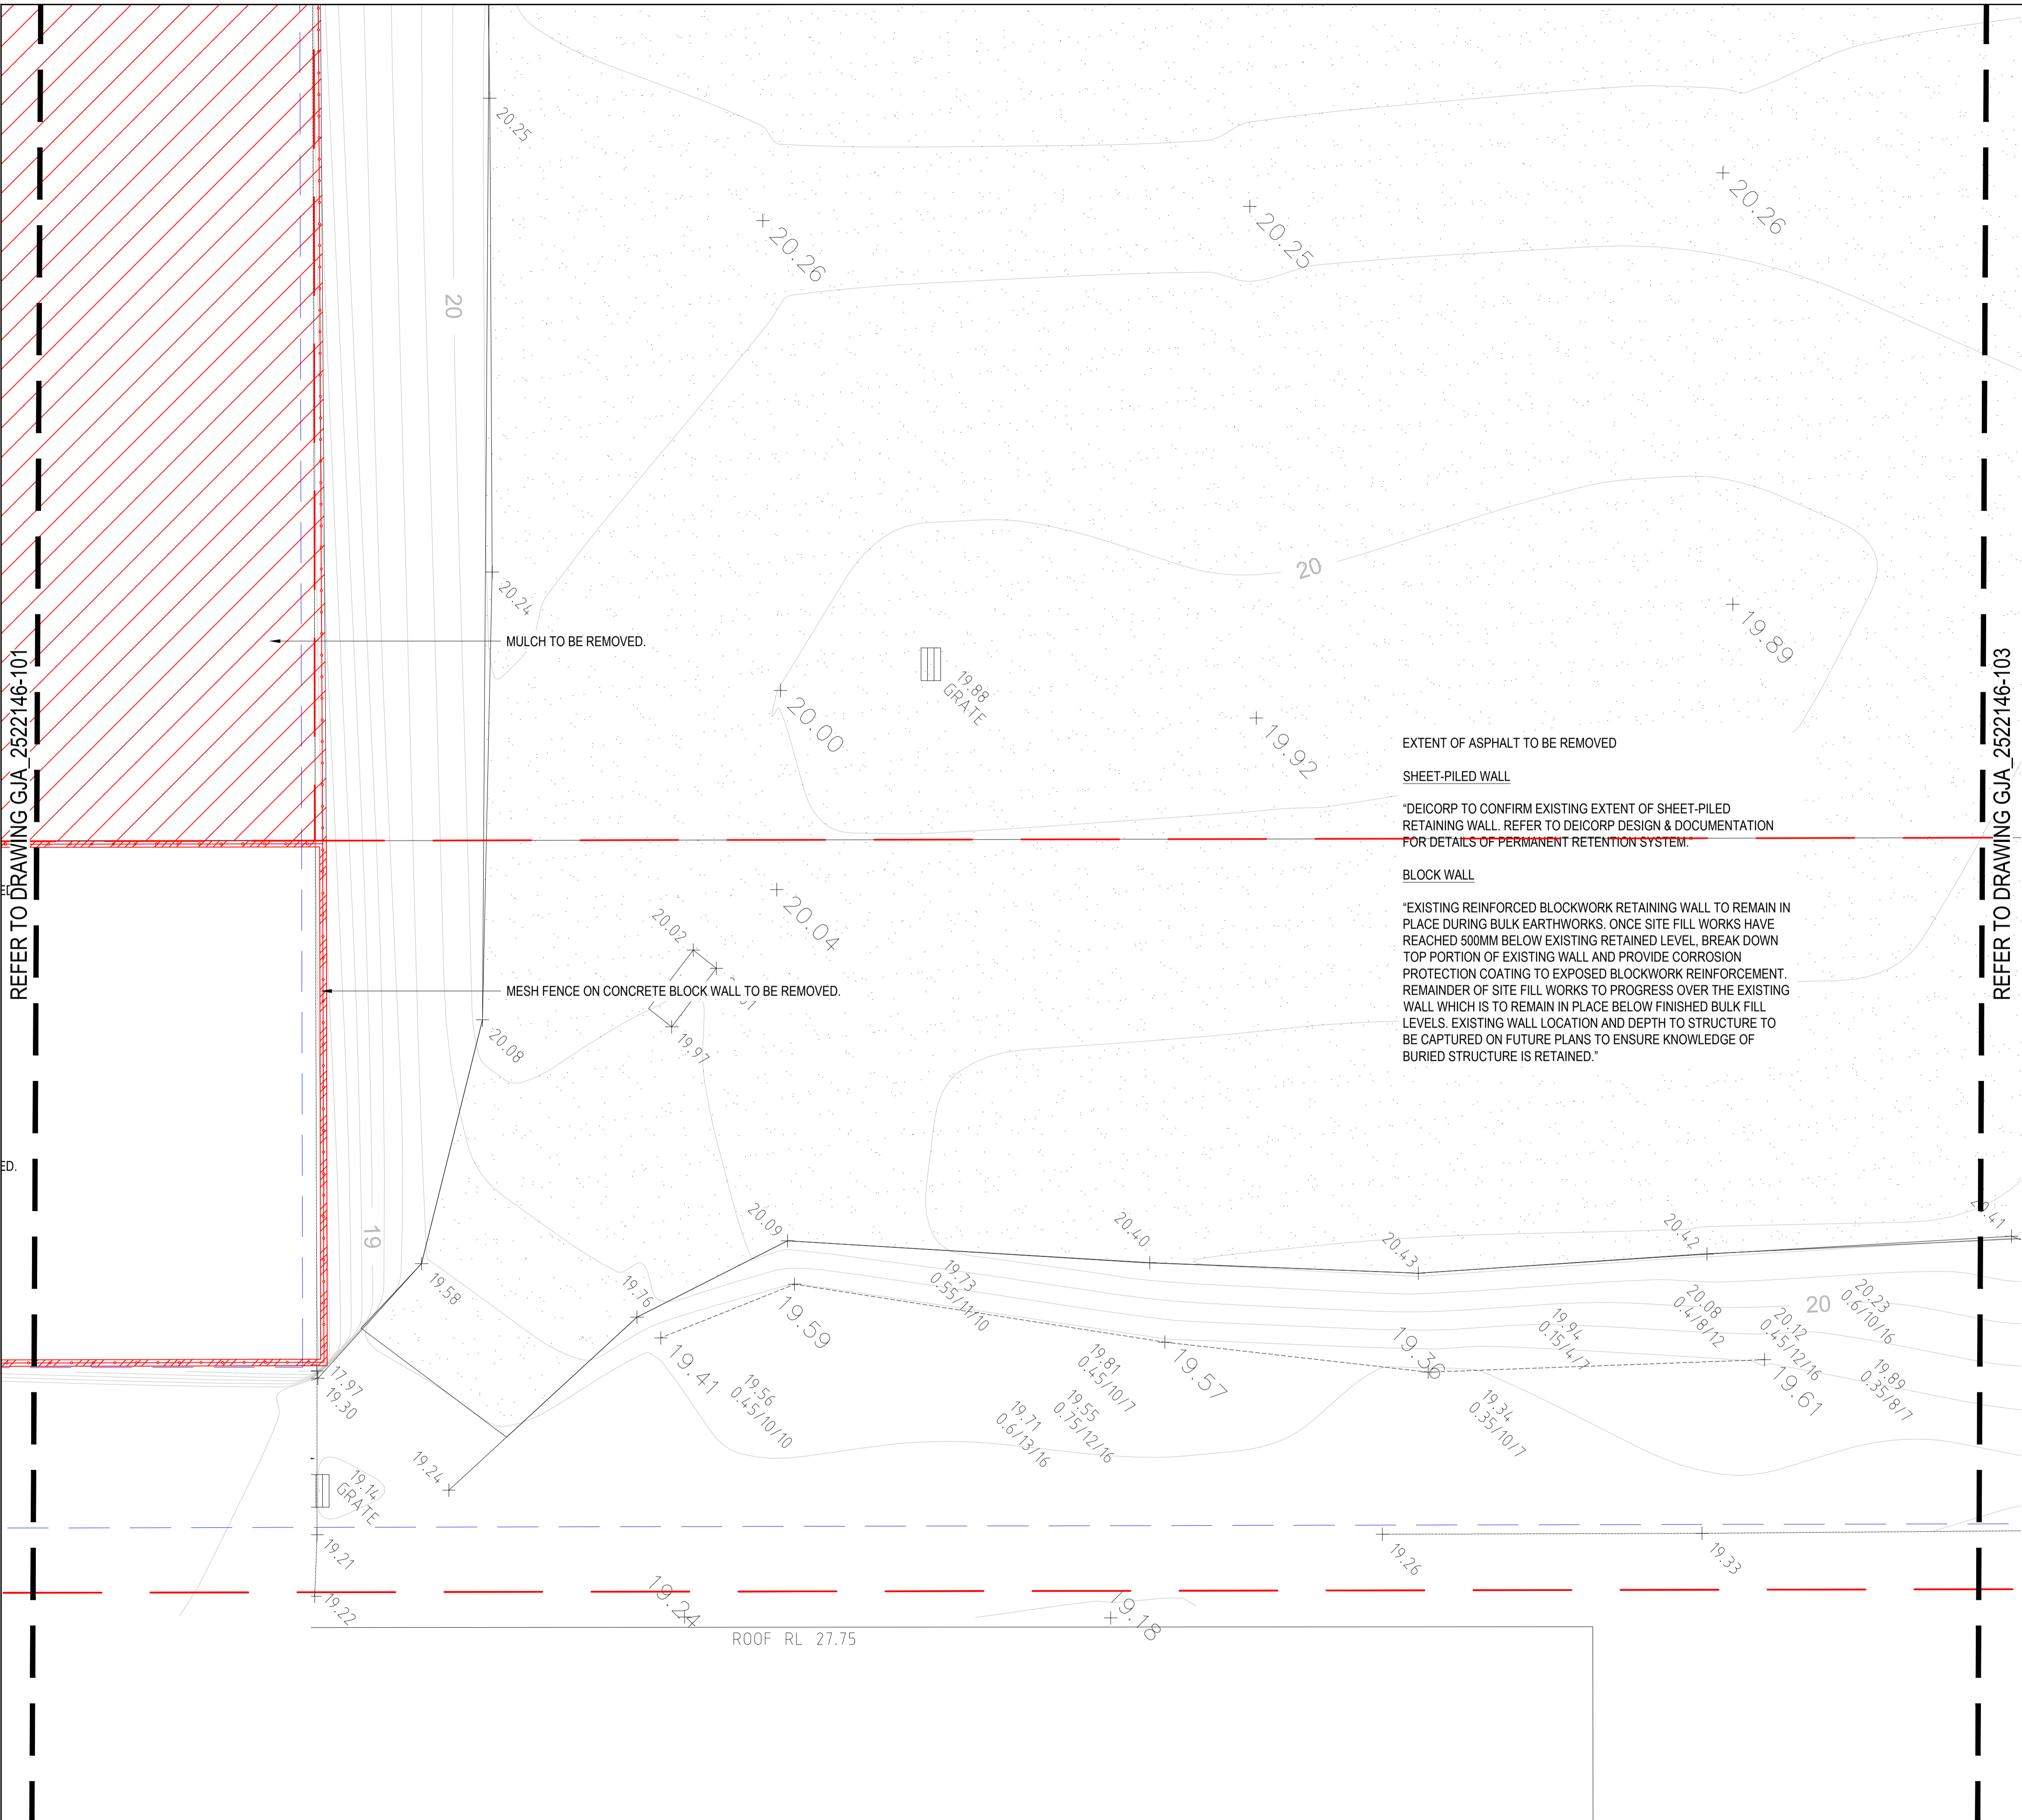 20.25
20.26
20.25
20.26
20
20
20.24
MULCH TO BE REMOVED.
19.89
19.88
GRATE
20.00
19.92
REFER TO DRAWING GJA_2522146-101
REFER TO DRAWING GJA_2522146-103
EXTENT OF ASPHALT TO BE REMOVED
SHEET-PILED WALL
“DEICORP TO CONFIRM EXISTING EXTENT OF SHEET-PILED
RETAINING WALL. REFER TO DEICORP DESIGN & DOCUMENTATION
FOR DETAILS OF PERMANENT RETENTION SYSTEM.”
BLOCK WALL
“EXISTING REINFORCED BLOCKWORK RETAINING WALL TO REMAIN IN
PLACE DURING BULK EARTHWORKS. ONCE SITE FILL WORKS HAVE
REACHED 500MM BELOW EXISTING RETAINED LEVEL, BREAK DOWN
TOP PORTION OF EXISTING WALL AND PROVIDE CORROSION
PROTECTION COATING TO EXPOSED BLOCKWORK REINFORCEMENT.
REMAINDER OF SITE FILL WORKS TO PROGRESS OVER THE EXISTING
WALL WHICH IS TO REMAIN IN PLACE BELOW FINISHED BULK FILL
LEVELS. EXISTING WALL LOCATION AND DEPTH TO STRUCTURE TO
BE CAPTURED ON FUTURE PLANS TO ENSURE KNOWLEDGE OF
BURIED STRUCTURE IS RETAINED.”
ED
20.04
20.02
MESH FENCE ON CONCRETE BLOCK WALL TO BE REMOVED.
19.97
20.08
ED.
19
20.09
20.40
20.43
20.42
.41
19.58
19.76
19.59
19.73
0.55/11/10
19.41
19.56
0.45/10/10
19.81
0.45/10/7
19.57
19.36
19.94
0.15/4/7
20.08
0.4/8/12
20.12
0.45/12/16
20
20.23
0.6/10/16
19.61
19.89
0.35/8/7
19.71
0.6/13/16
19.55
0.75/12/16
19.34
0.35/10/7
17.97
19.30
19.24
19.14
GRATE
19.21
19.26
19.33
19.22
19.24
19.18
ROOF RL 27.75